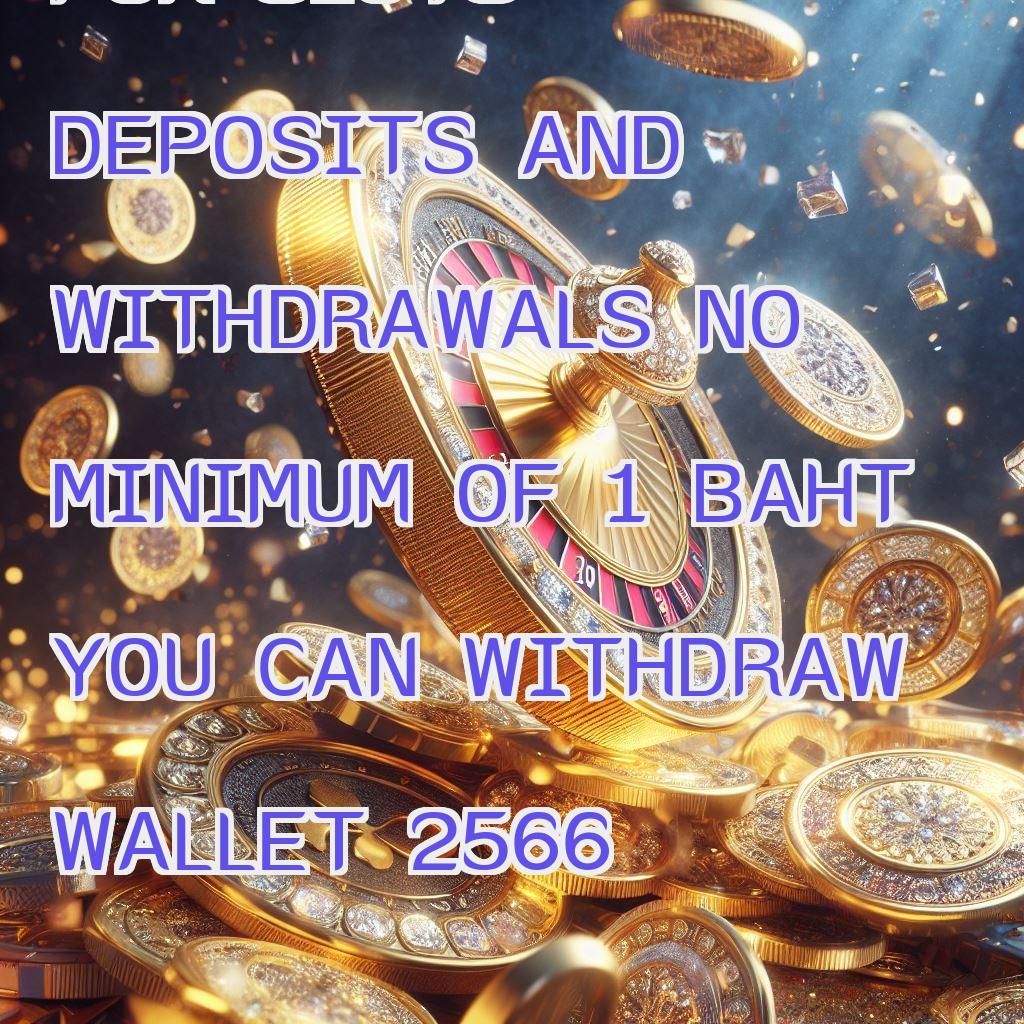 DEPOSITS AND
WITHDRAWALS NO
MINIMUM OF 1 BAHT
YOU CAN WITHDRAW
WALLET 2566